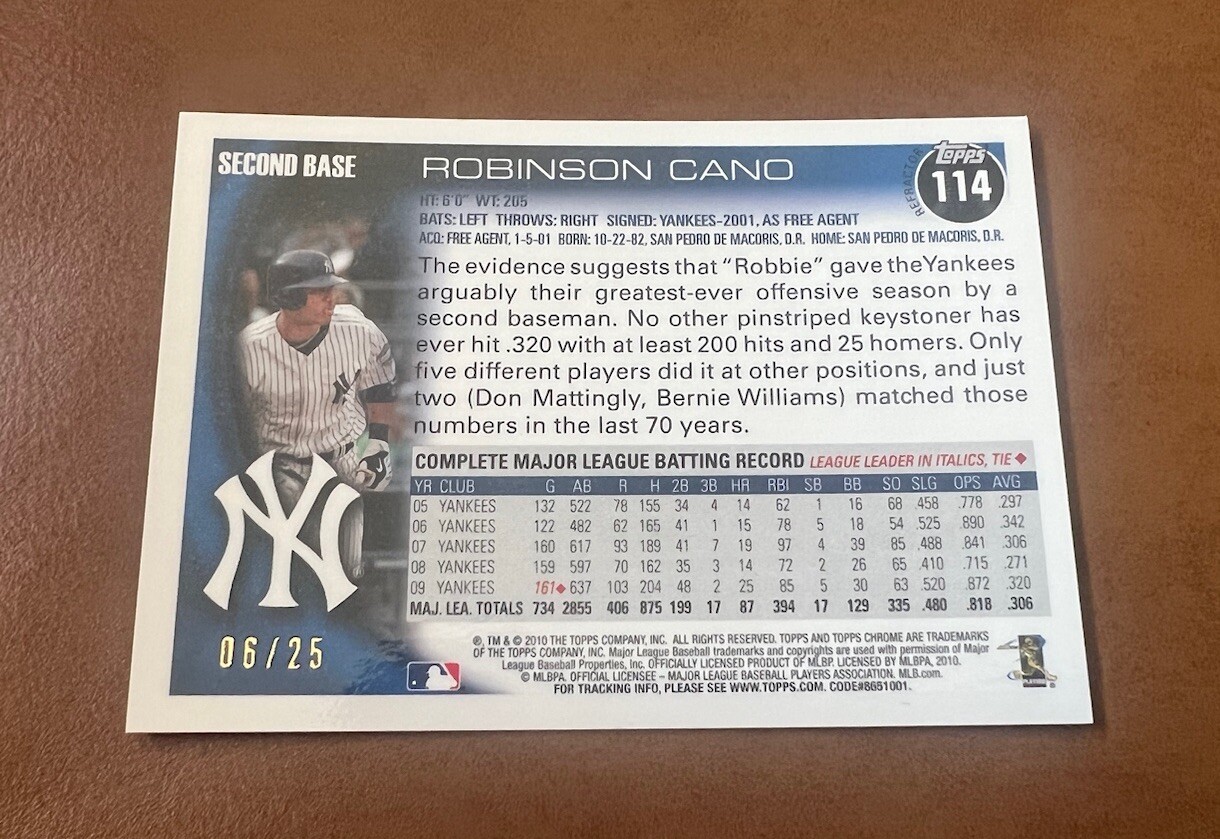 SECOND BASE
ROBINSON CANO
REFRACTOR
TOPPS
114
HT: 6'0" WT: 205
BATS: LEFT THROWS: RIGHT SIGNED: YANKEES-2001, AS FREE AGENT
ACQ: FREE AGENT, 1-5-01 BORN: 10-22-82, SAN PEDRO DE MACORIS, D.R. HOME: SAN PEDRO DE MACORIS, D.R.
The evidence suggests that "Robbie" gave the Yankees
arguably their greatest-ever offensive season by a
second baseman. No other pinstriped keystoner has
ever hit .320 with at least 200 hits and 25 homers. Only
five different players did it at other positions, and just
two (Don Mattingly, Bernie Williams) matched those
numbers in the last 70 years.
COMPLETE MAJOR LEAGUE BATTING RECORD LEAGUE LEADER IN ITALICS, TIE ♦
YR CLUB G AB R H 2B 3B HR RBI SB BB SO SLG OPS AVG
05 YANKEES 132 522 78 155 34 4 14 62 1 16 68 .458 .778 .297
06 YANKEES 122 482 62 165 41 1 15 78 5 18 54 .525 .890 .342
07 YANKEES 160 617 93 189 41 7 19 97 4 39 85 .488 .841 .306
08 YANKEES 159 597 70 162 35 3 14 72 2 26 65 .410 .715 .271
09 YANKEES 161♦ 637 103 204 48 2 25 85 5 30 63 .520 .872 .320
MAJ. LEA. TOTALS 734 2855 406 875 199 17 87 394 17 129 335 .480 .818 .306
NY
06/25
®, TM & © 2010 THE TOPPS COMPANY, INC. ALL RIGHTS RESERVED. TOPPS AND TOPPS CHROME ARE TRADEMARKS
OF THE TOPPS COMPANY, INC. Major League Baseball trademarks and copyrights are used with permission of Major
League Baseball Properties, Inc. OFFICIALLY LICENSED PRODUCT OF MLBP. LICENSED BY MLBPA, 2010.
© MLBPA. OFFICIAL LICENSEE – MAJOR LEAGUE BASEBALL PLAYERS ASSOCIATION. MLB.com.
FOR TRACKING INFO, PLEASE SEE WWW.TOPPS.COM. CODE#8651001.